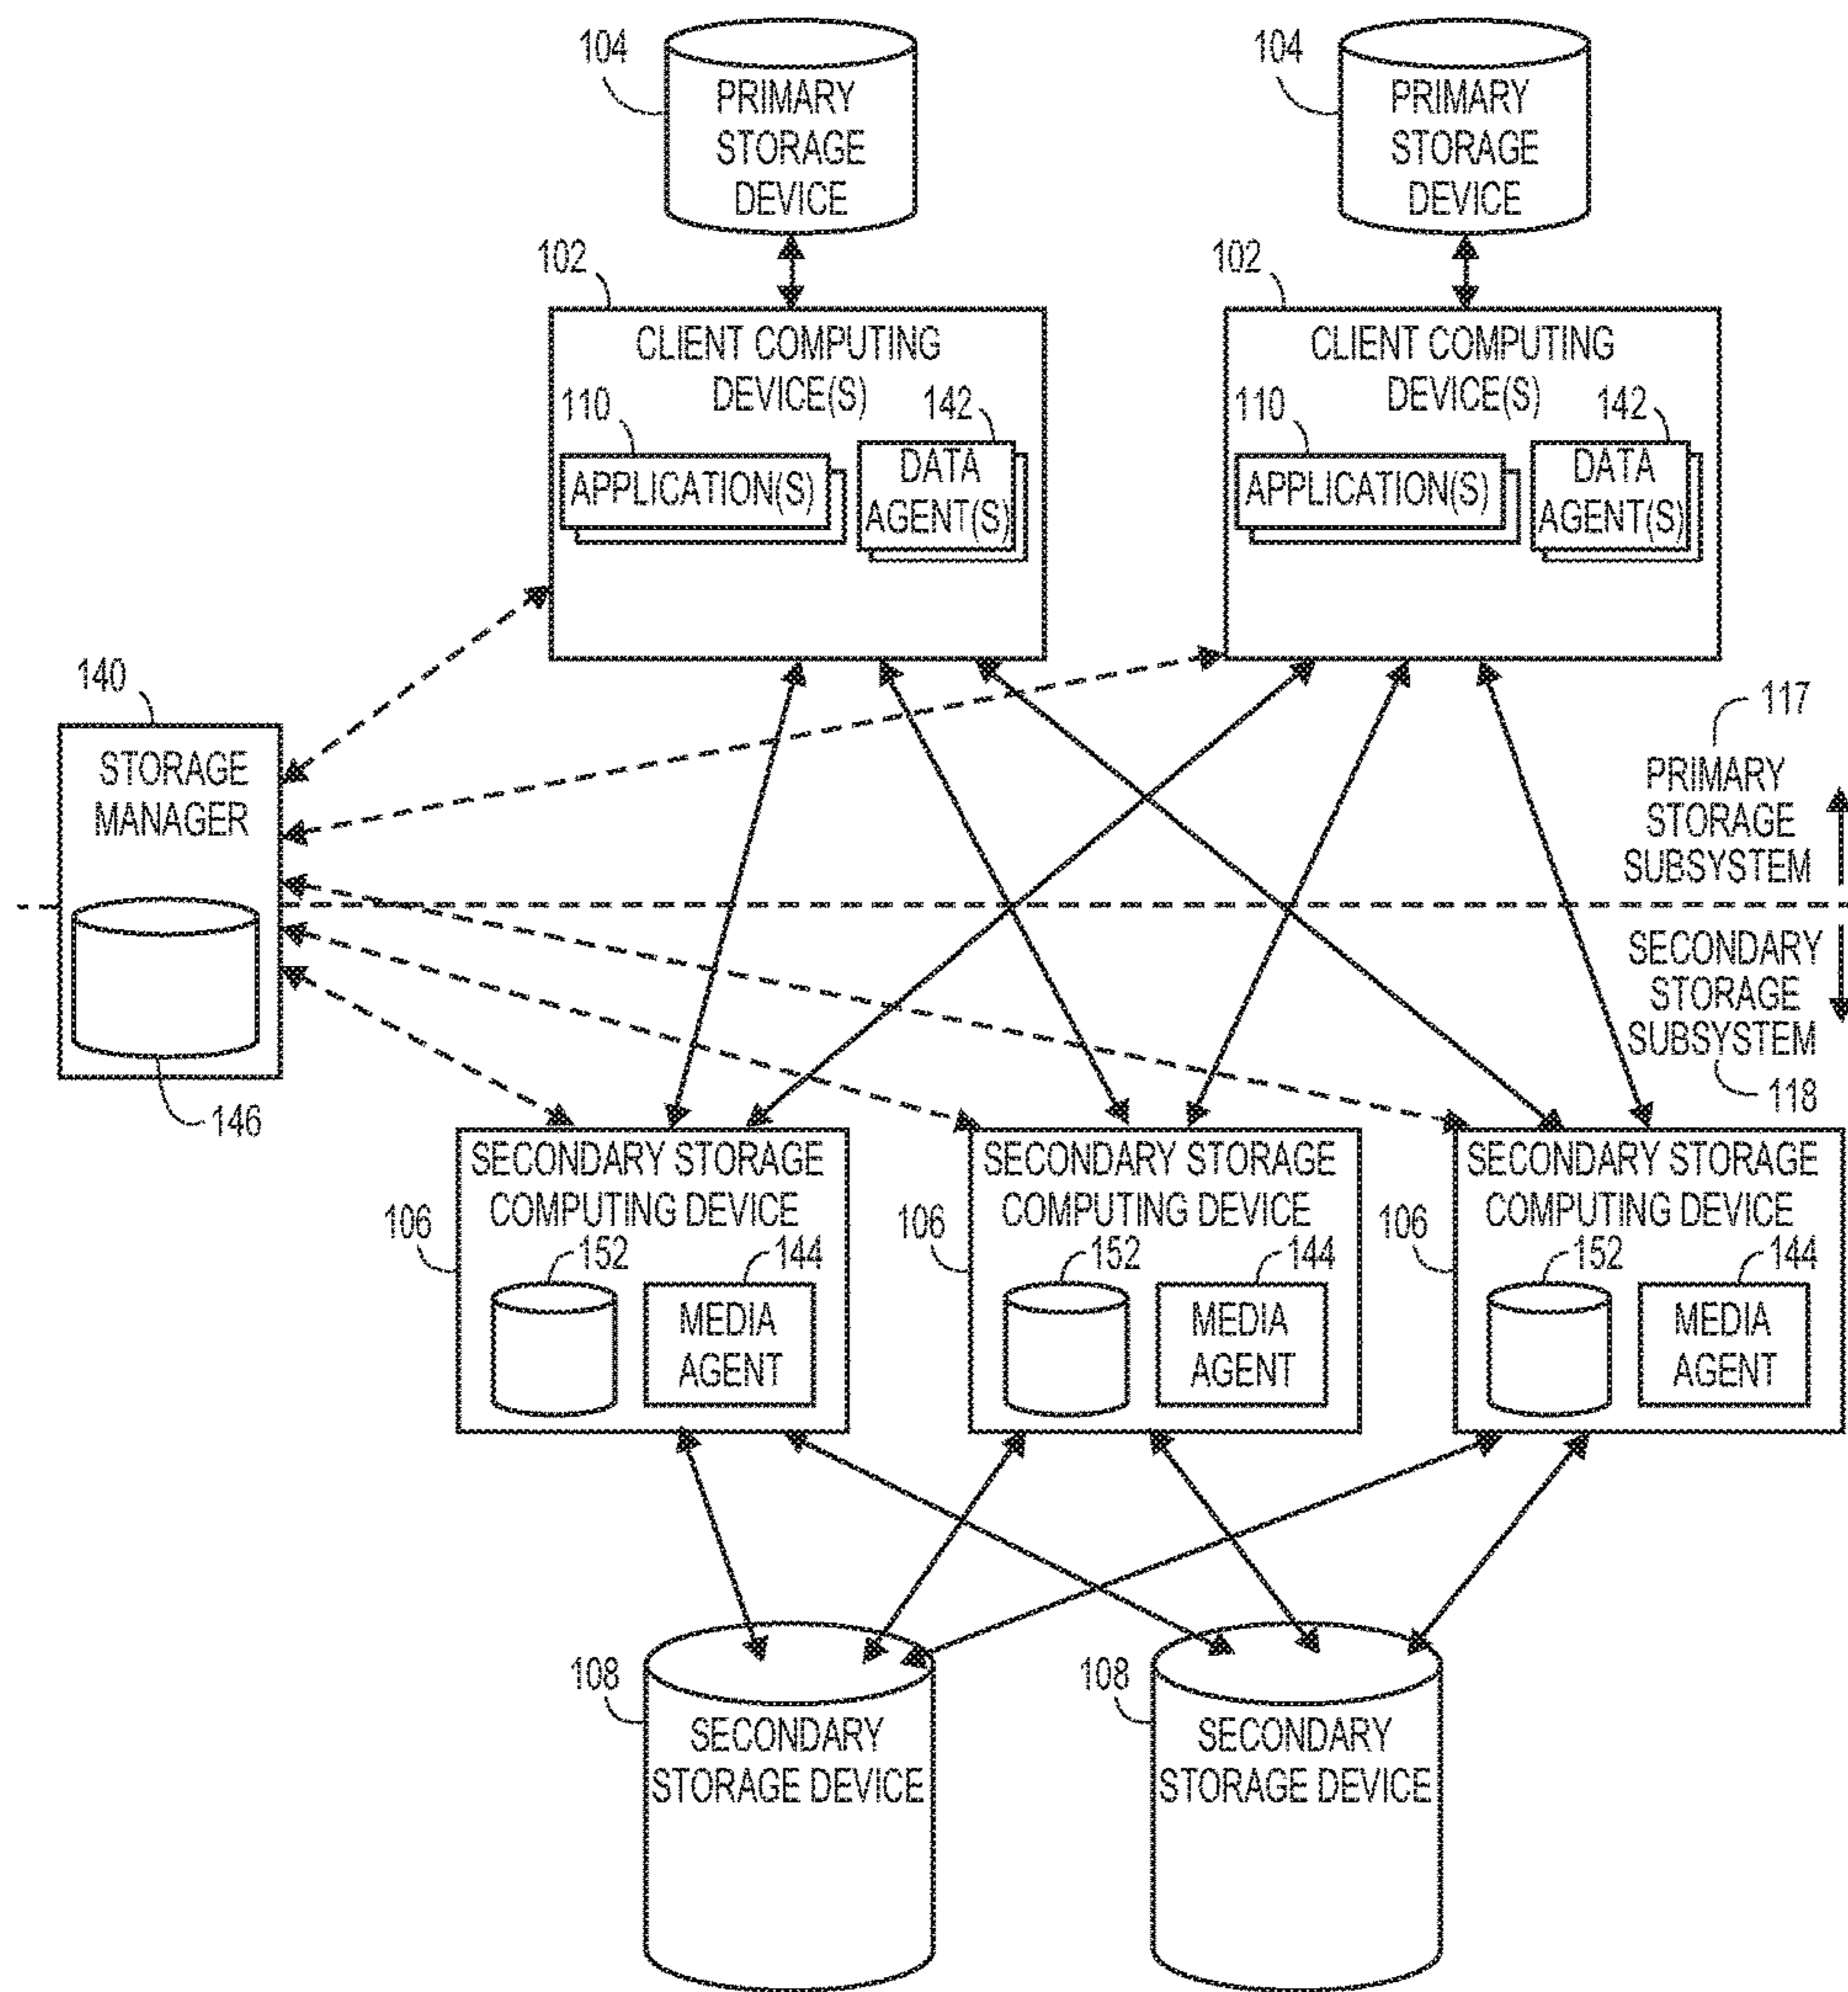 104
PRIMARY
STORAGE
DEVICE
104
PRIMARY
STORAGE
DEVICE
102
CLIENT COMPUTING
DEVICE(S)
110
142
APPLICATION(S)
DATA
AGENT(S)
102
CLIENT COMPUTING
DEVICE(S)
110
142
APPLICATION(S)
DATA
AGENT(S)
140
STORAGE
MANAGER
146
117
PRIMARY
STORAGE
SUBSYSTEM
SECONDARY
STORAGE
SUBSYSTEM
118
SECONDARY STORAGE
COMPUTING DEVICE
106
152
144
MEDIA
AGENT
SECONDARY STORAGE
COMPUTING DEVICE
106
152
144
MEDIA
AGENT
SECONDARY STORAGE
COMPUTING DEVICE
106
152
144
MEDIA
AGENT
108
SECONDARY
STORAGE DEVICE
108
SECONDARY
STORAGE DEVICE